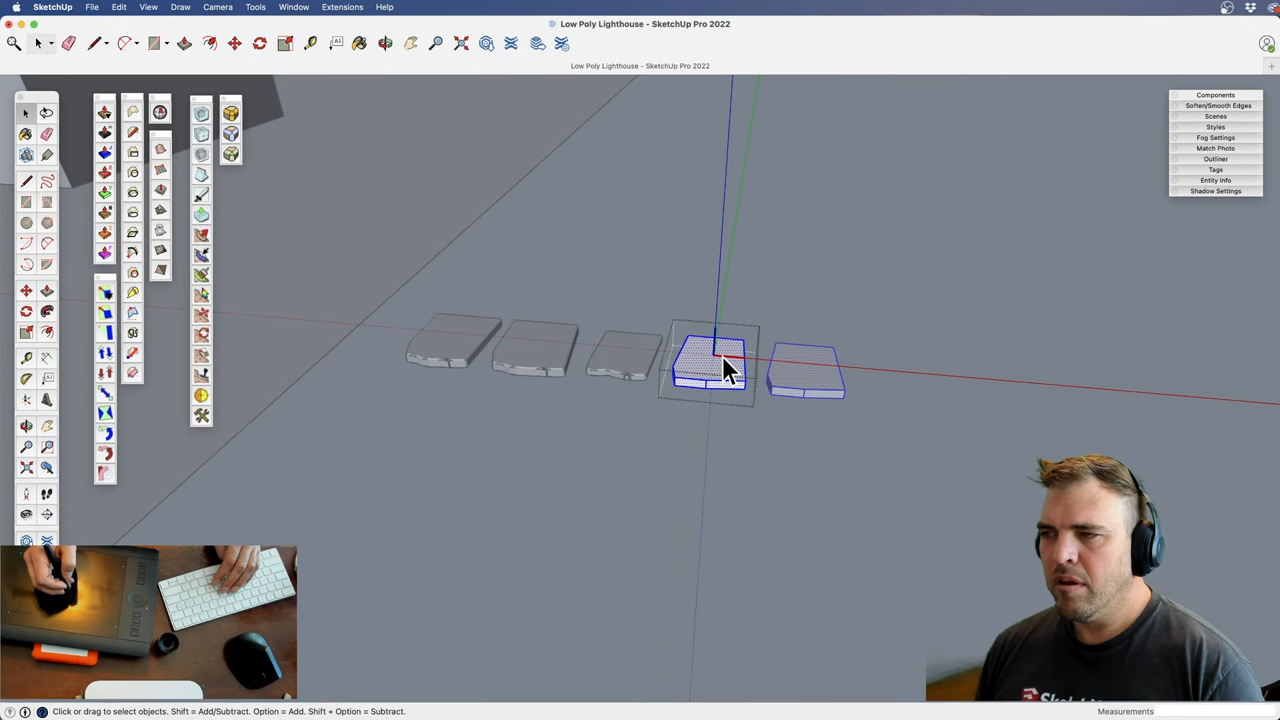 SketchUp File Edit View Draw Camera Tools Window Extensions Help
Low Poly Lighthouse - SketchUp Pro 2022
Low Poly Lighthouse - SketchUp Pro 2022
Components
Soften/Smooth Edges
Scenes
Styles
Fog Settings
Match Photo
Outliner
Tags
Entity Info
Shadow Settings
Click or drag to select objects. Shift = Add/Subtract. Option = Add. Shift + Option = Subtract.
Measurements